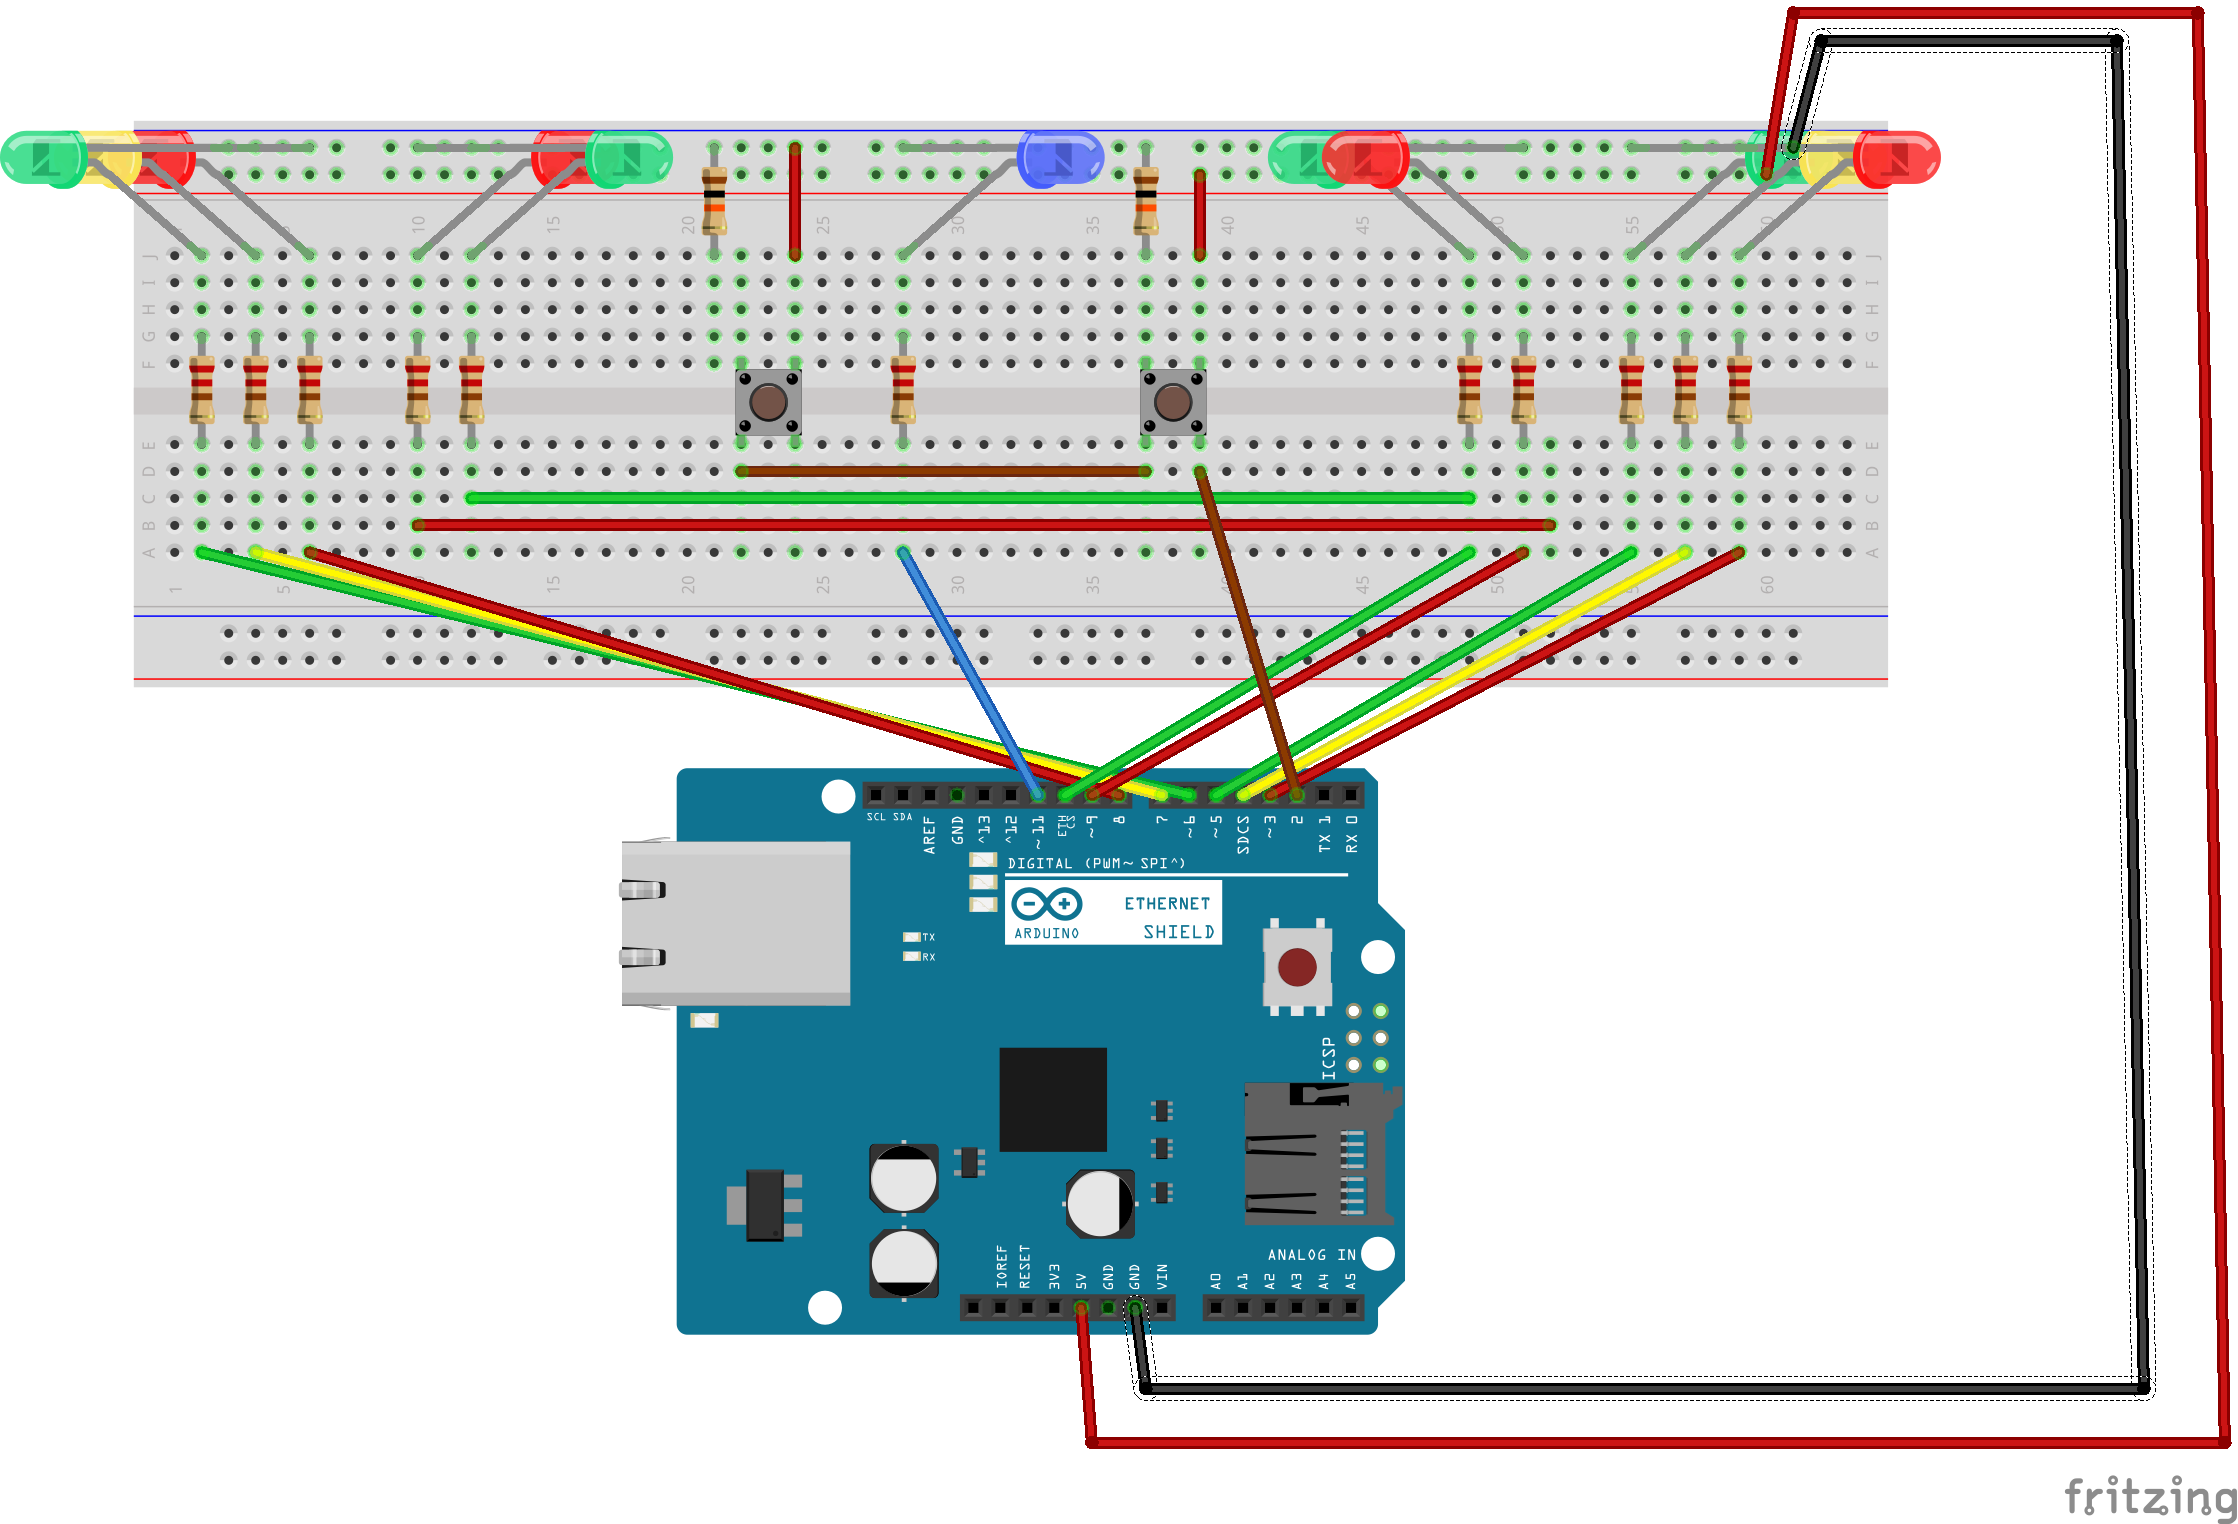 10 15 20 25 30 35 40 45 50 55 60
J J
I I
H H
G G
F F
E E
D D
C C
B B
A A
1 5 15 20 25 30 35 45 50 55 60
SCL SDA AREF GND ^13 ^12 ~11 ETH CS ~9 8 7 ~6 ~5 SDCS ~3 2 TX 1 RX 0
DIGITAL (PWM~ SPI^)
ETHERNET
SHIELD
ARDUINO
TX
RX
ICSP
ANALOG IN
IOREF RESET 3V3 5V GND GND VIN A0 A1 A2 A3 A4 A5
fritzing